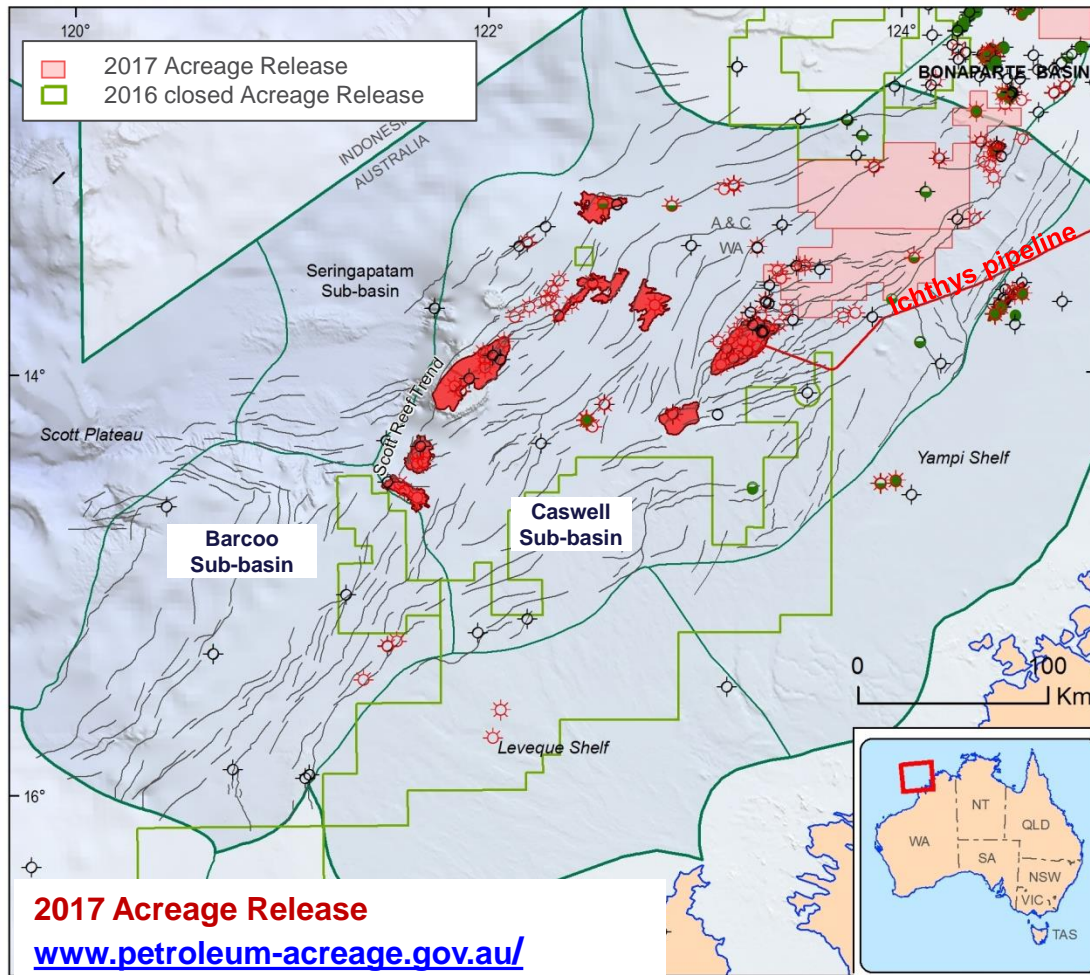 120°
122°
124°
2017 Acreage Release
2016 closed Acreage Release
BONAPARTE BASIN
INDONESIA
AUSTRALIA
A & C
WA
Seringapatam
Sub-basin
Ichthys pipeline
14°
Scott Reef Trend
Scott Plateau
Yampi Shelf
Caswell
Sub-basin
Barcoo
Sub-basin
0
100
Km
Leveque Shelf
16°
NT
QLD
WA
SA
NSW
VIC
TAS
2017 Acreage Release
www.petroleum-acreage.gov.au/